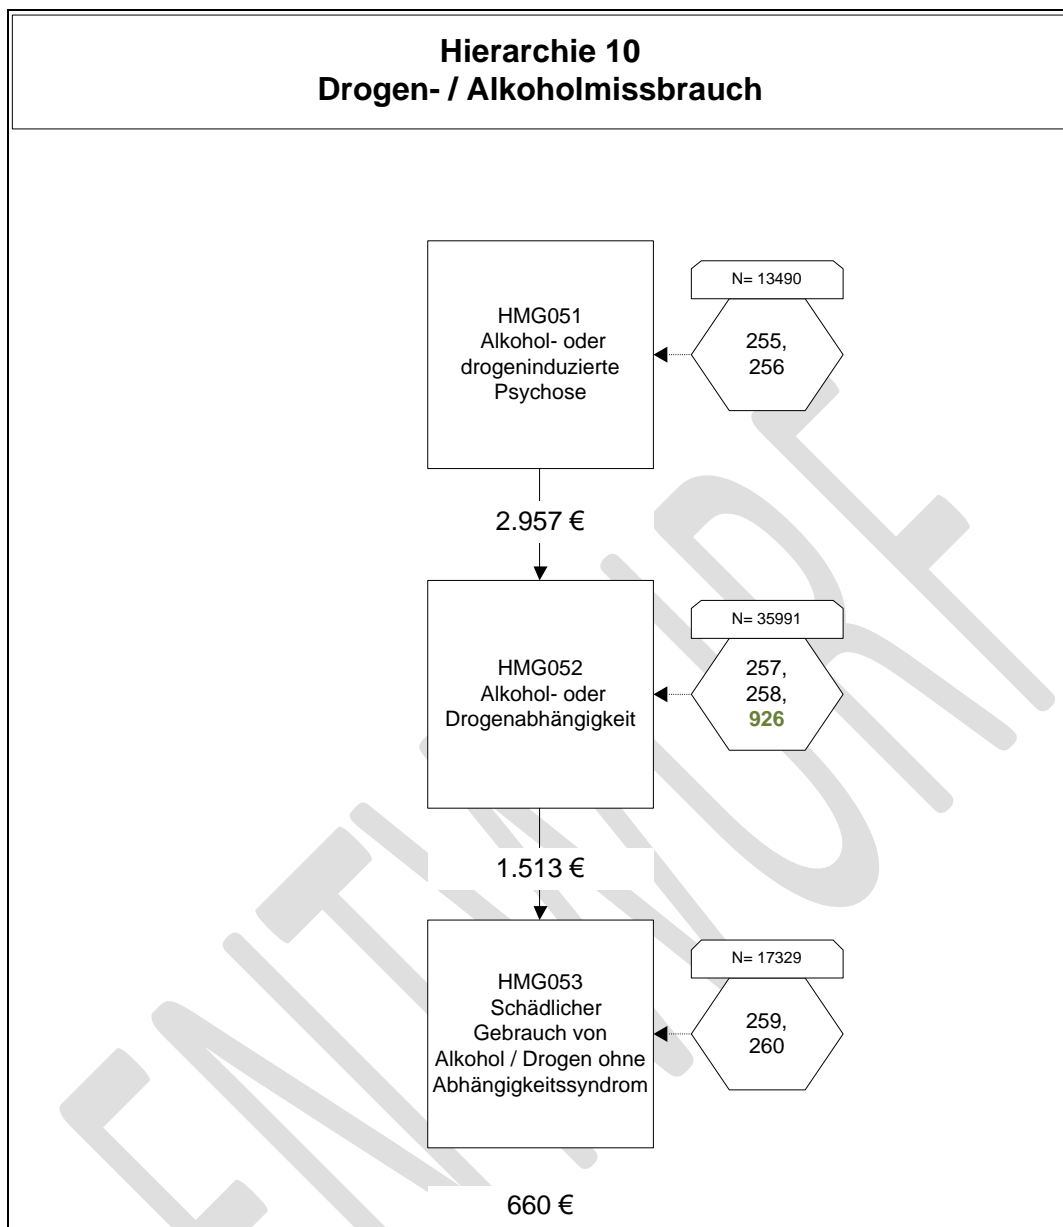 Hierarchie 10
Drogen- / Alkoholmissbrauch
HMG051
Alkohol- oder
drogeninduzierte
Psychose
N= 13490
255,
256
2.957 €
HMG052
Alkohol- oder
Drogenabhängigkeit
N= 35991
257,
258,
926
1.513 €
HMG053
Schädlicher
Gebrauch von
Alkohol / Drogen ohne
Abhängigkeitssyndrom
N= 17329
259,
260
660 €
ENTWURF